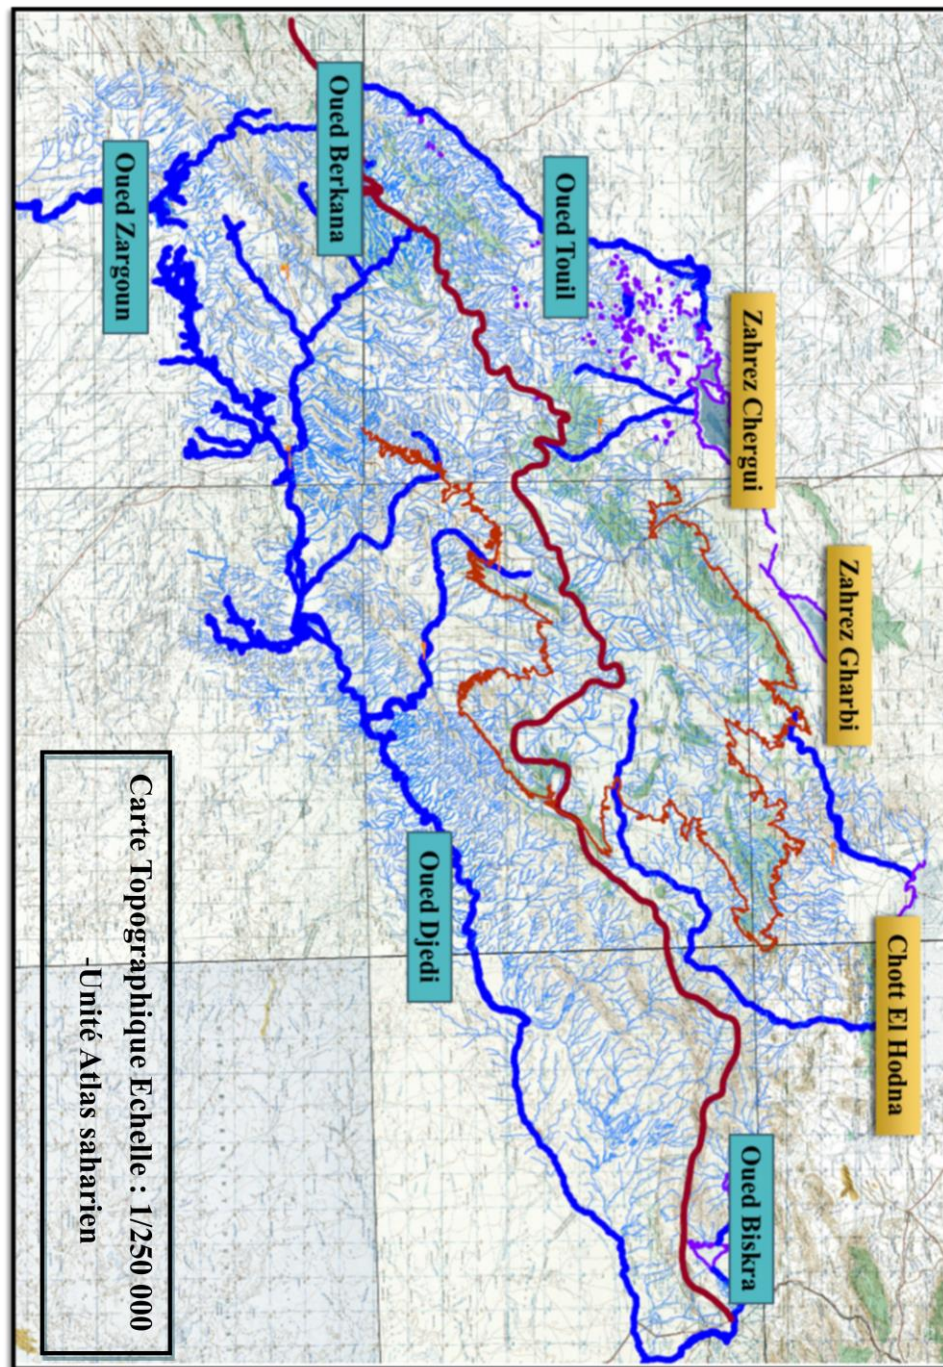 Chott El Hodna
Zahrez Gharbi
Zahrez Chergui
Oued Biskra
Oued Touil
Oued Djedi
Oued Berkana
Oued Zargoun
Carte Topographique Echelle : 1/250 000
-Unité Atlas saharien